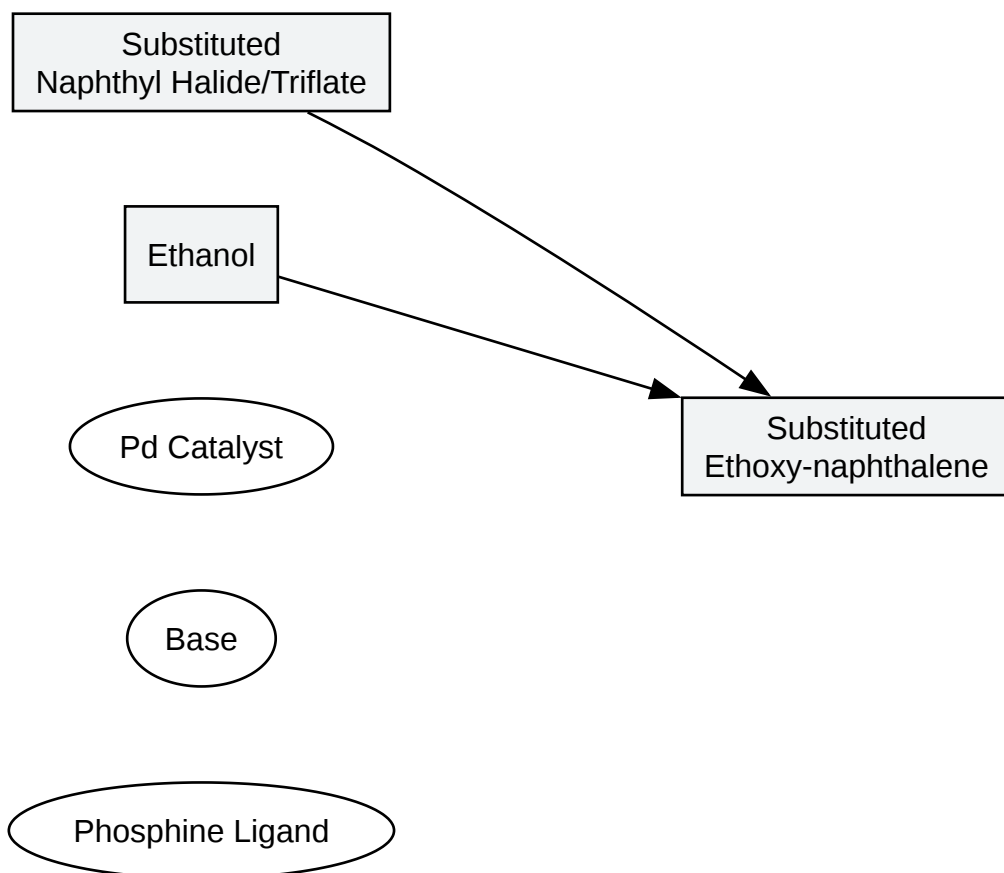 Substituted
Naphthyl Halide/Triflate
Ethanol
Substituted
Ethoxy-naphthalene
Pd Catalyst
Base
Phosphine Ligand